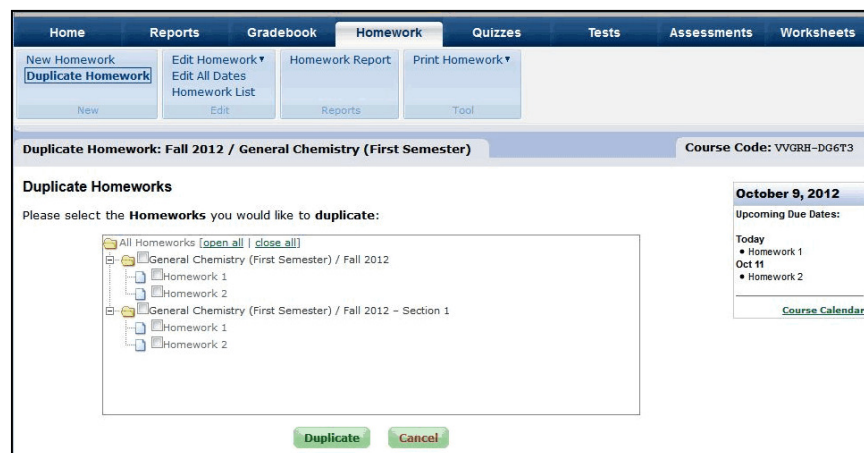 Home Reports Gradebook Homework Quizzes Tests Assessments Worksheets
New Homework Edit Homework▾ Homework Report Print Homework▾
Duplicate Homework Edit All Dates
Homework List
New Edit Reports Tool
Duplicate Homework: Fall 2012 / General Chemistry (First Semester) Course Code: VVGRH-DG6T3
Duplicate Homeworks
Please select the Homeworks you would like to duplicate:
All Homeworks [open all | close all]
General Chemistry (First Semester) / Fall 2012
Homework 1
Homework 2
General Chemistry (First Semester) / Fall 2012 – Section 1
Homework 1
Homework 2
Duplicate Cancel
October 9, 2012
Upcoming Due Dates:
Today
• Homework 1
Oct 11
• Homework 2
Course Calendar